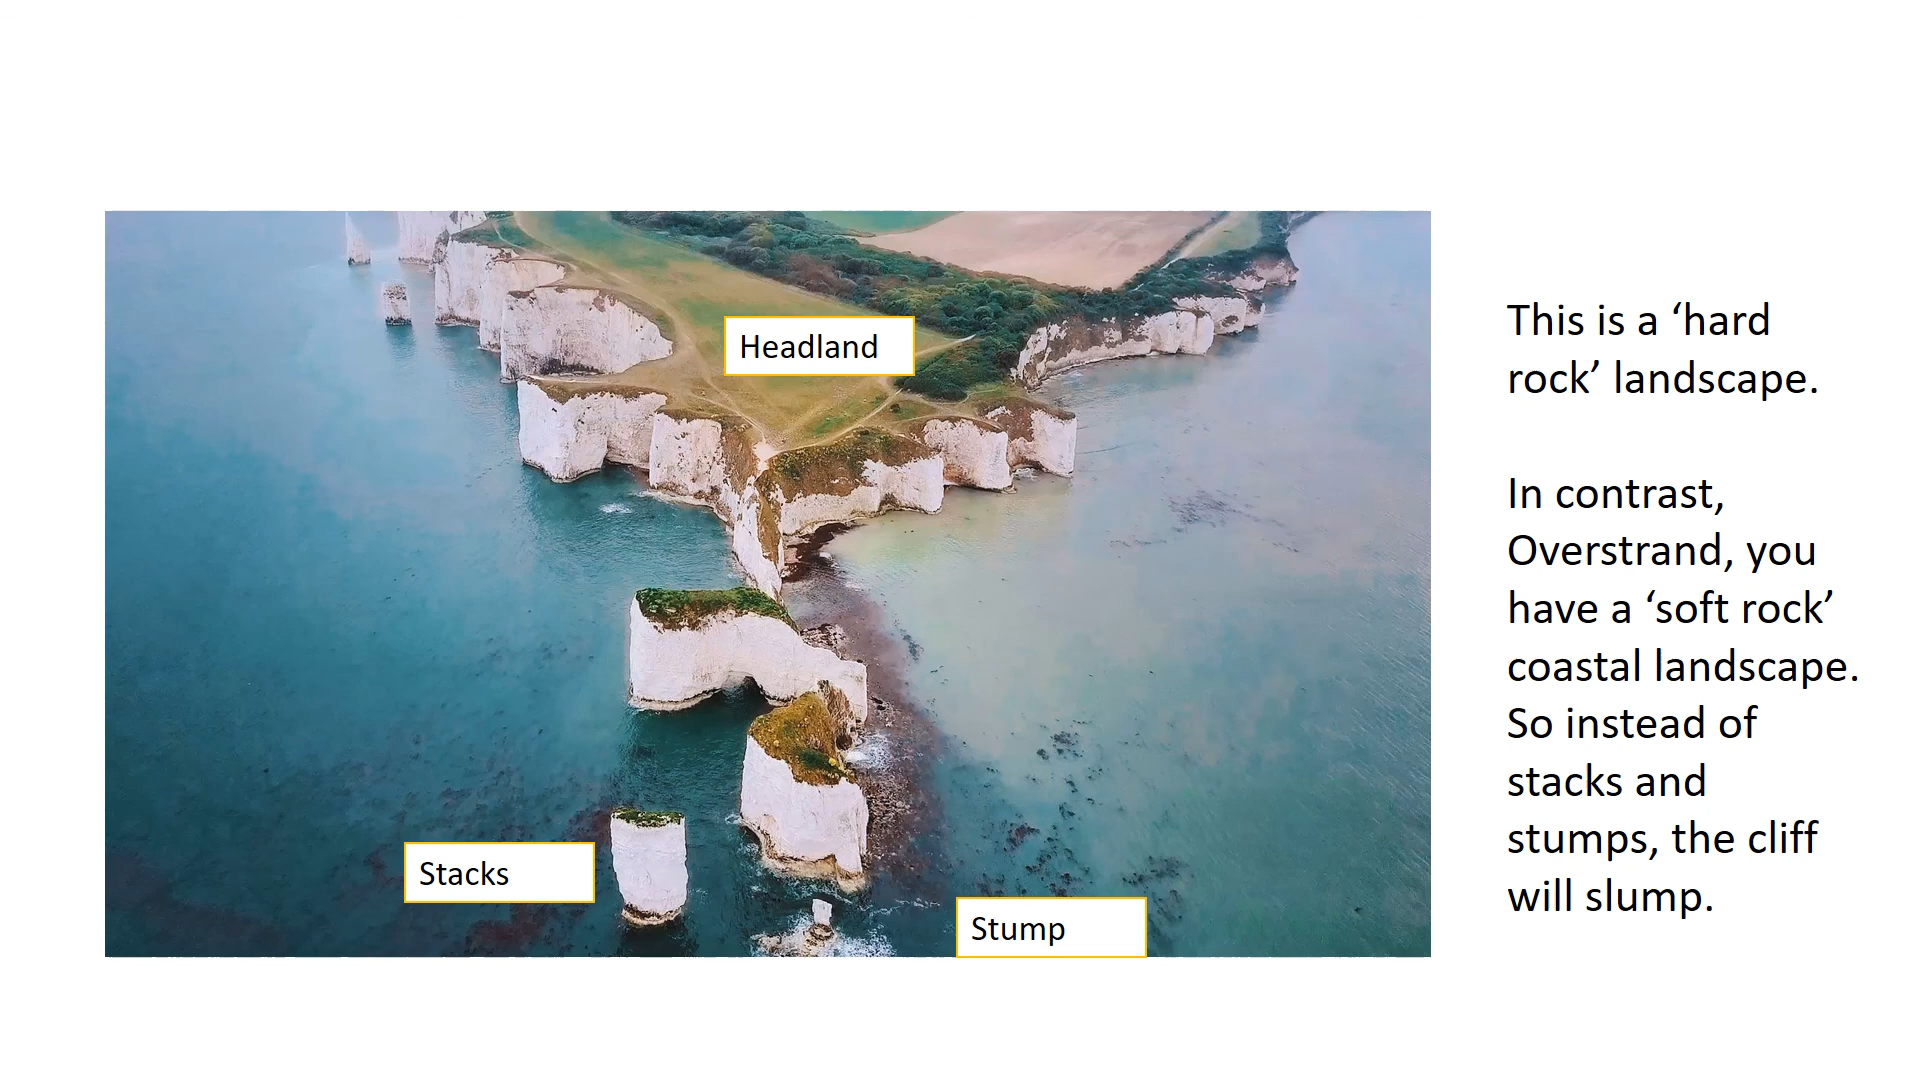 Headland
Stacks
Stump
This is a ‘hard
rock’ landscape.
In contrast,
Overstrand, you
have a ‘soft rock’
coastal landscape.
So instead of
stacks and
stumps, the cliff
will slump.